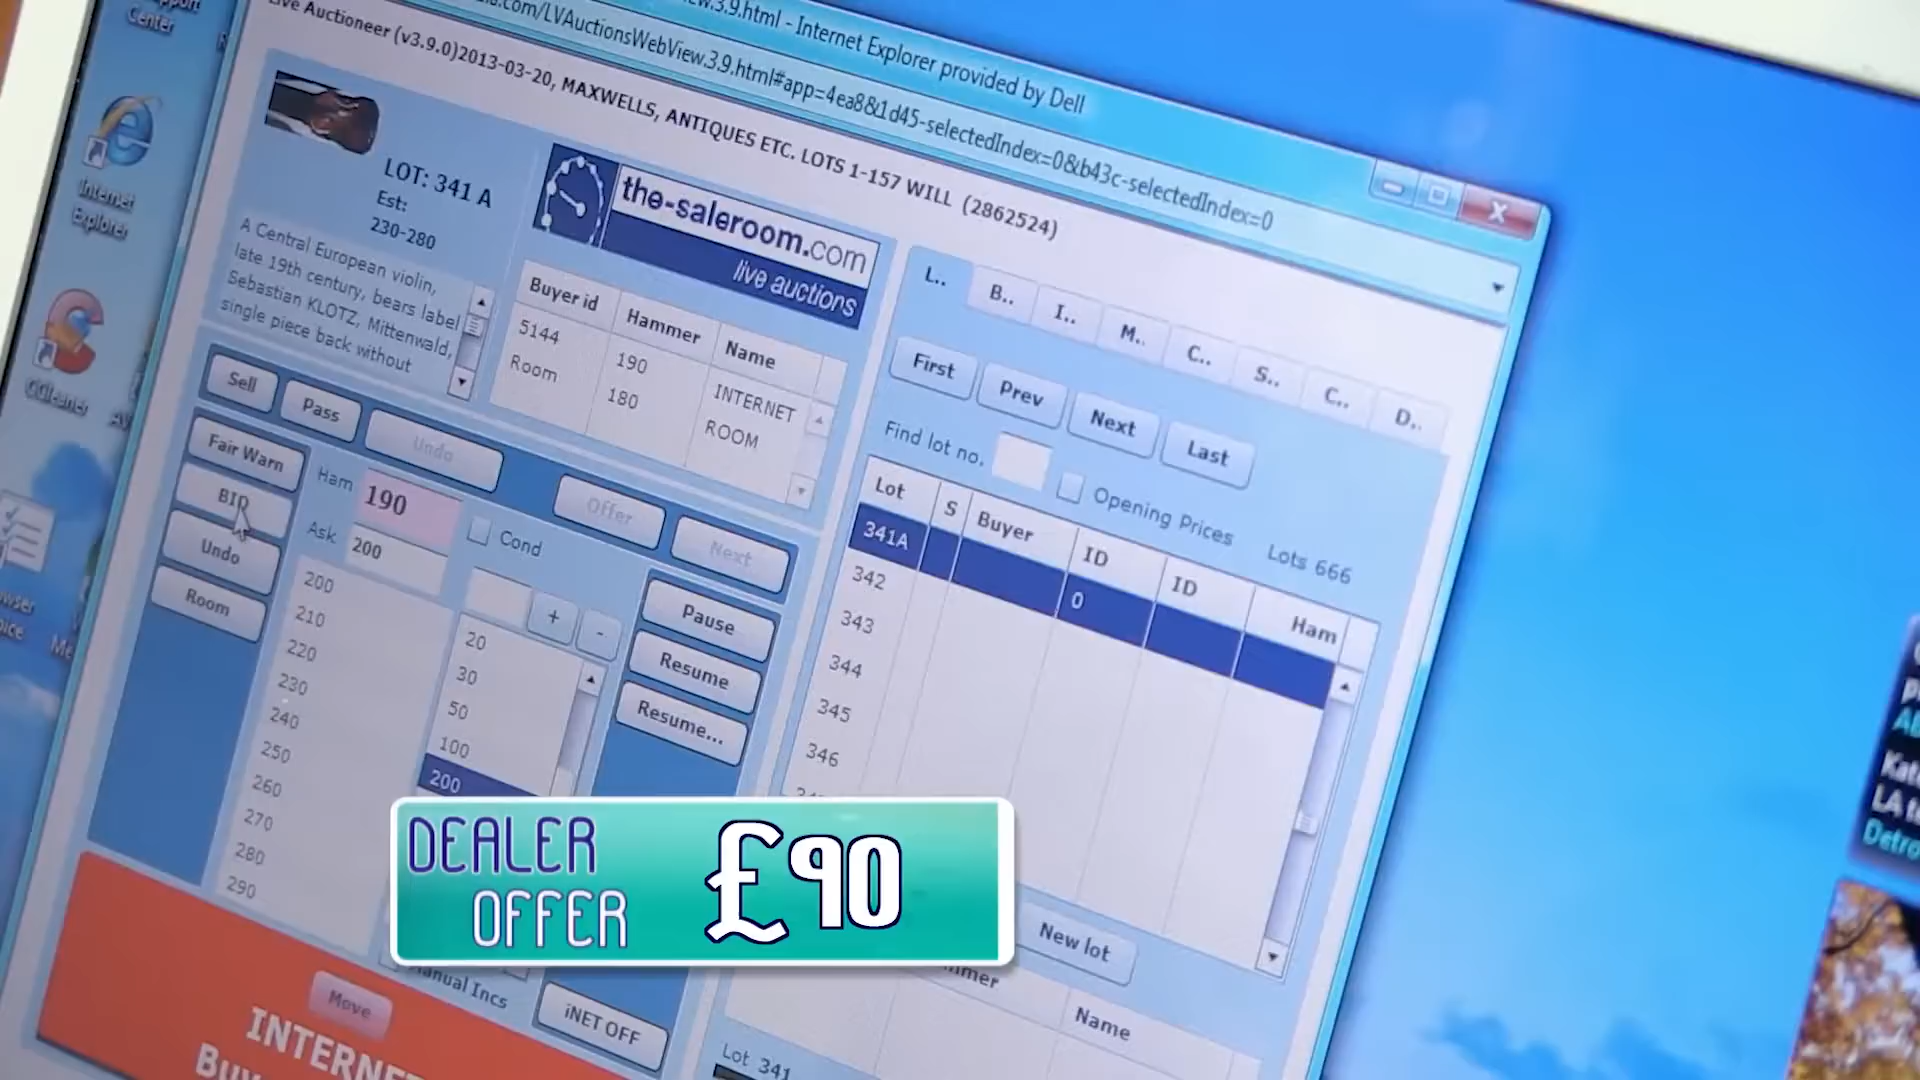 Center
Internet
Explorer
CCleaner
view.3.9.html - Internet Explorer provided by Dell
.com/LVAuctionsWebView.3.9.html#app=4ea8&1d45-selectedIndex=0&b43c-selectedIndex=0
Live Auctioneer (v3.9.0)2013-03-20, MAXWELLS, ANTIQUES ETC. LOTS 1-157 WILL (2862524)
LOT: 341 A
Est:
230-280
A Central European violin,
late 19th century, bears label
Sebastian KLOTZ, Mittenwald,
single piece back without
the-saleroom.com
live auctions
Buyer id Hammer Name
5144 190 INTERNET
Room 180 ROOM
Sell
Pass
Undo
Offer
Next
Fair Warn
BID
Undo
Room
Ham 190
Ask 200
Cond
200
210
220
230
240
250
260
270
280
290
+
-
20
30
50
100
200
Pause
Resume
Resume...
L..
B..
I..
M..
C..
S..
C..
D..
First
Prev
Next
Last
Find lot no.
Opening Prices
Lots 666
Lot S Buyer ID ID Ham
341A 0
342
343
344
345
346
DEALER
OFFER
£90
New lot
Manual Incs
iNET OFF
Move
INTERNE
Name
Lot 341
Kat
LA t
Detro